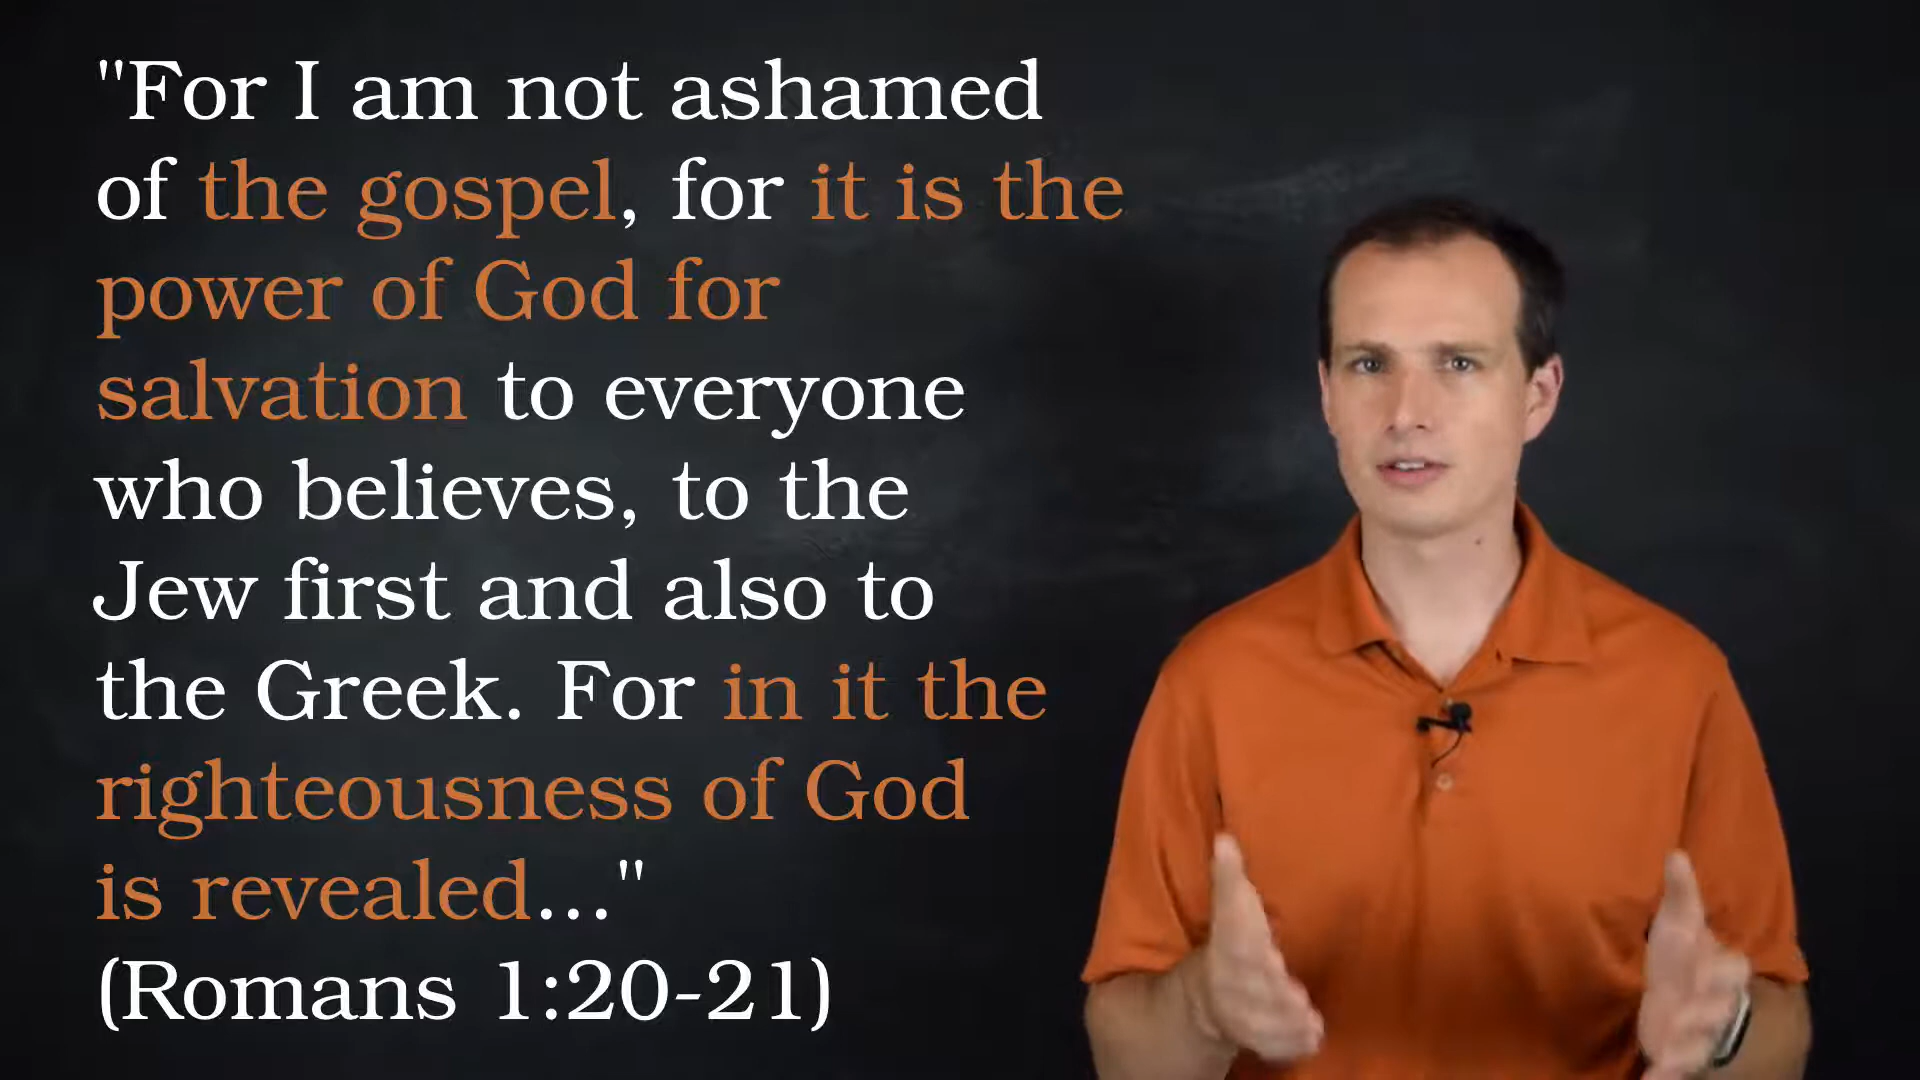 "For I am not ashamed
of the gospel, for it is the
power of God for
salvation to everyone
who believes, to the
Jew first and also to
the Greek. For in it the
righteousness of God
is revealed..."
(Romans 1:20-21)